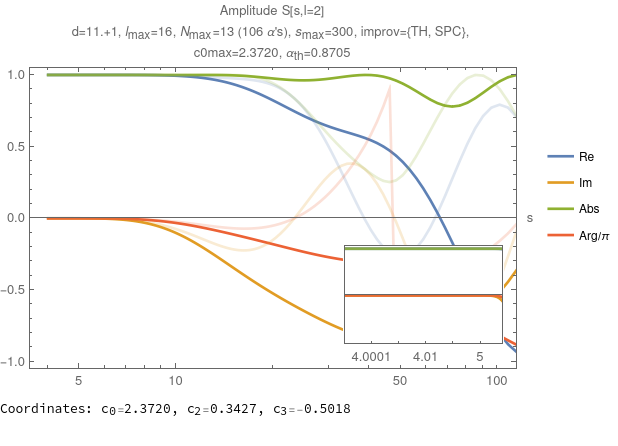 Amplitude S[s,l=2]
d=11.+1, lmax=16, Nmax=13 (106 α's), smax=300, improv={TH, SPC},
c0max=2.3720, αth=0.8705
1.0
0.5
0.0
−0.5
−1.0
s
Re
Im
Abs
Arg/π
4.0001 4.01 5
5 10 50 100
Coordinates: c0=2.3720, c2=0.3427, c3=-0.5018